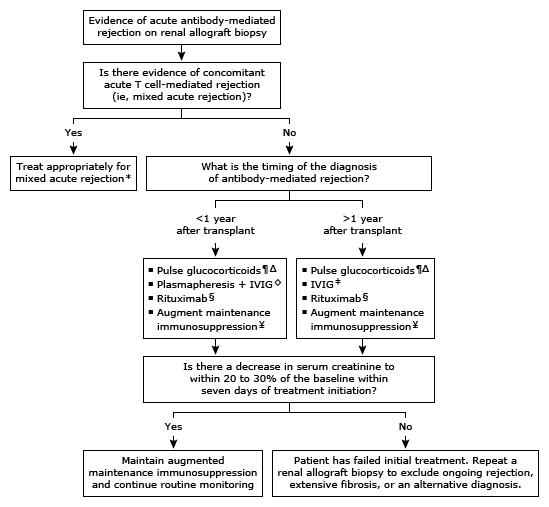 Evidence of acute antibody-mediated
rejection on renal allograft biopsy
Is there evidence of concomitant
acute T cell-mediated rejection
(ie, mixed acute rejection)?
Yes
No
Treat appropriately for
mixed acute rejection*
What is the timing of the diagnosis
of antibody-mediated rejection?
<1 year
after transplant
>1 year
after transplant
▪ Pulse glucocorticoids¶Δ
▪ Plasmapheresis + IVIG◇
▪ Rituximab§
▪ Augment maintenance
immunosuppression¥
▪ Pulse glucocorticoids¶Δ
▪ IVIG‡
▪ Rituximab§
▪ Augment maintenance
immunosuppression¥
Is there a decrease in serum creatinine to
within 20 to 30% of the baseline within
seven days of treatment initiation?
Yes
No
Maintain augmented
maintenance immunosuppression
and continue routine monitoring
Patient has failed initial treatment. Repeat a
renal allograft biopsy to exclude ongoing rejection,
extensive fibrosis, or an alternative diagnosis.